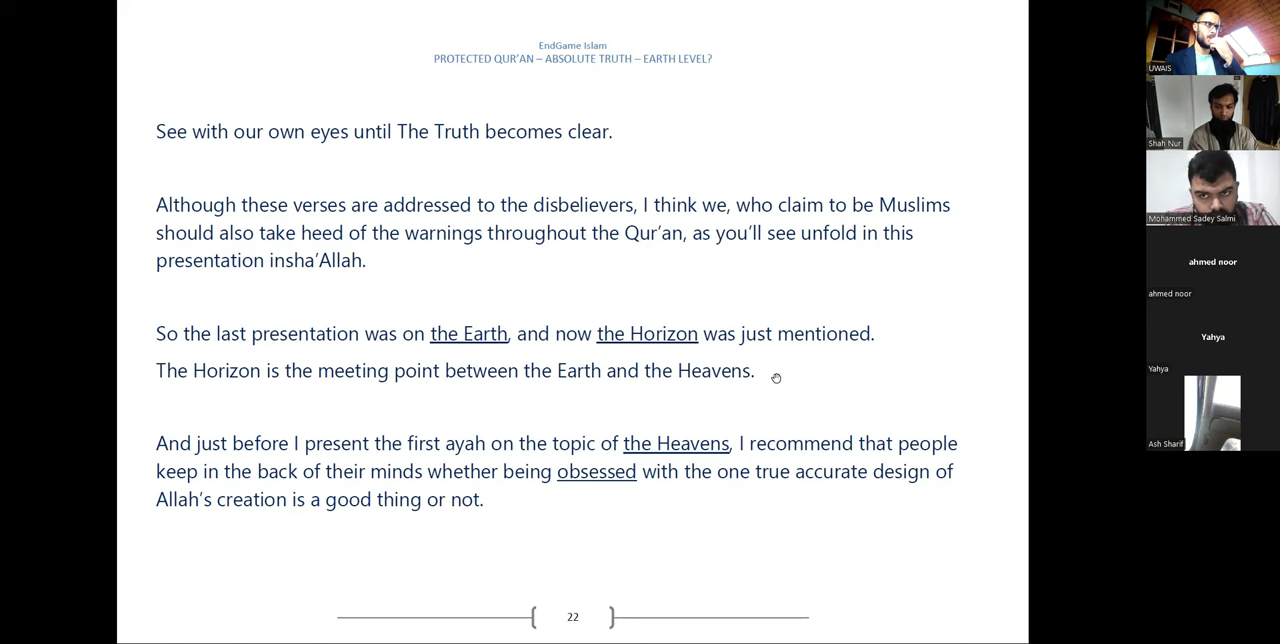 EndGame Islam
PROTECTED QUR'AN – ABSOLUTE TRUTH – EARTH LEVEL?
See with our own eyes until The Truth becomes clear.
Although these verses are addressed to the disbelievers, I think we, who claim to be Muslims
should also take heed of the warnings throughout the Qur'an, as you'll see unfold in this
presentation insha'Allah.
So the last presentation was on the Earth, and now the Horizon was just mentioned.
The Horizon is the meeting point between the Earth and the Heavens.
And just before I present the first ayah on the topic of the Heavens, I recommend that people
keep in the back of their minds whether being obsessed with the one true accurate design of
Allah's creation is a good thing or not.
22
UWAIS
Shah Nur
Mohammed Sadey Salmi
ahmed noor
ahmed noor
Yahya
Yahya
Ash Sharif